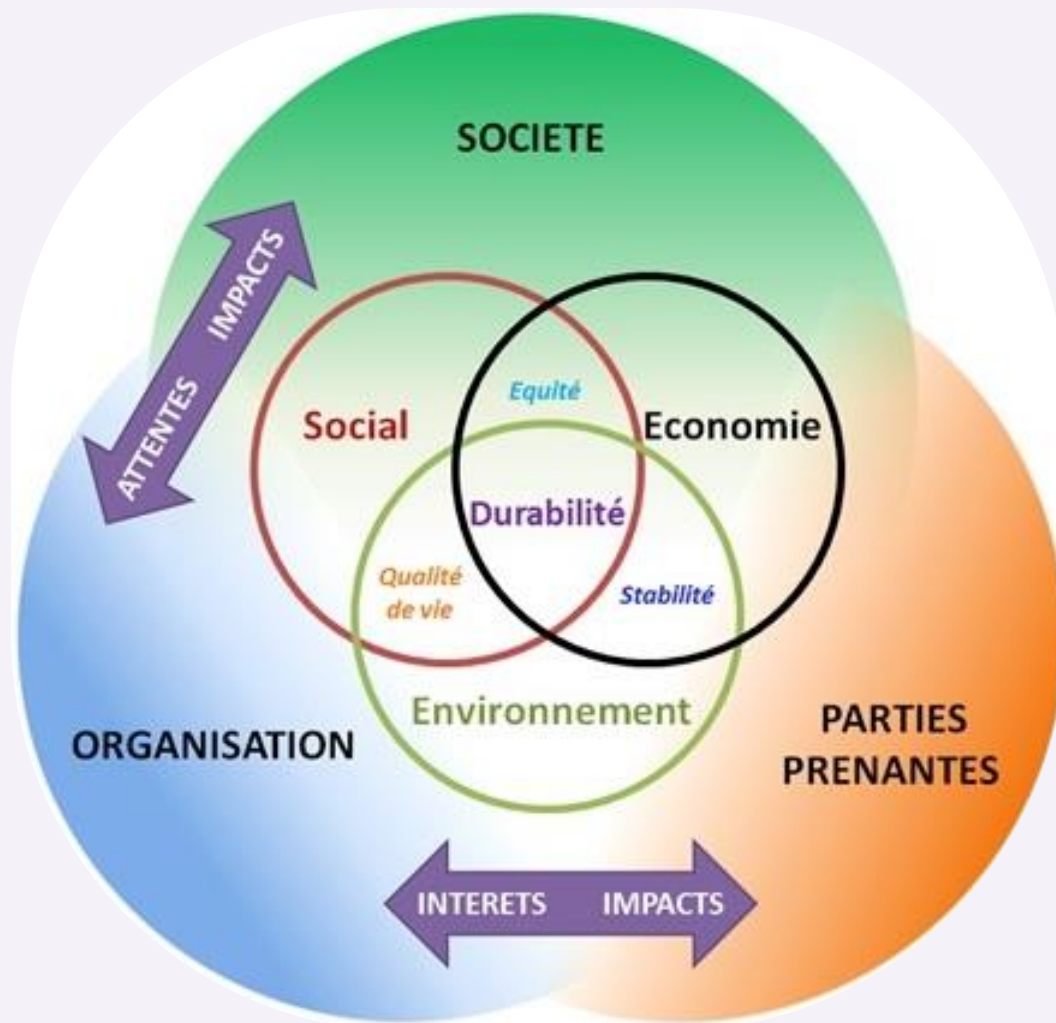 SOCIETE
IMPACTS
ATTENTES
Equité
Social
Economie
Durabilité
Qualité
de vie
Stabilité
Environnement
ORGANISATION
PARTIES
PRENANTES
INTERETS IMPACTS